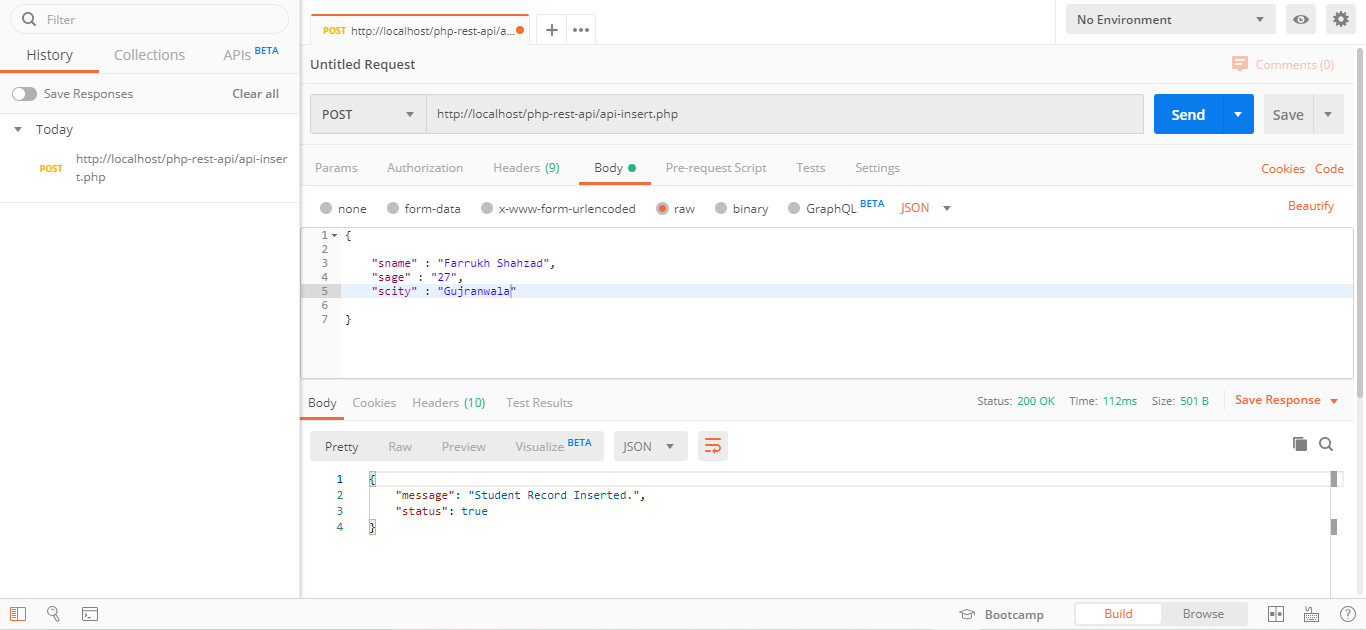 Filter
History Collections APIs BETA
Save Responses Clear all
Today
POST http://localhost/php-rest-api/api-inser
t.php
POST http://localhost/php-rest-api/a...
No Environment
Untitled Request
Comments (0)
POST http://localhost/php-rest-api/api-insert.php Send Save
Params Authorization Headers (9) Body Pre-request Script Tests Settings Cookies Code
none form-data x-www-form-urlencoded raw binary GraphQL BETA JSON Beautify
1 {
2
3 "sname" : "Farrukh Shahzad",
4 "sage" : "27",
5 "scity" : "Gujranwala"
6
7 }
Body Cookies Headers (10) Test Results Status: 200 OK Time: 112ms Size: 501 B Save Response
Pretty Raw Preview Visualize BETA JSON
1 {
2 "message": "Student Record Inserted.",
3 "status": true
4 }
Bootcamp Build Browse